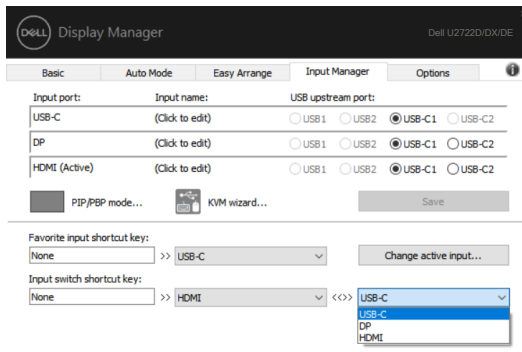 DELL Display Manager Dell U2722D/DX/DE
Basic Auto Mode Easy Arrange Input Manager Options i
Input port: Input name: USB upstream port:
USB-C (Click to edit) USB1 USB2 USB-C1 USB-C2
DP (Click to edit) USB1 USB2 USB-C1 USB-C2
HDMI (Active) (Click to edit) USB1 USB2 USB-C1 USB-C2
PIP/PBP mode... KVM wizard... Save
Favorite input shortcut key:
None >> USB-C Change active input...
Input switch shortcut key:
None >> HDMI <<>> USB-C
USB-C
DP
HDMI